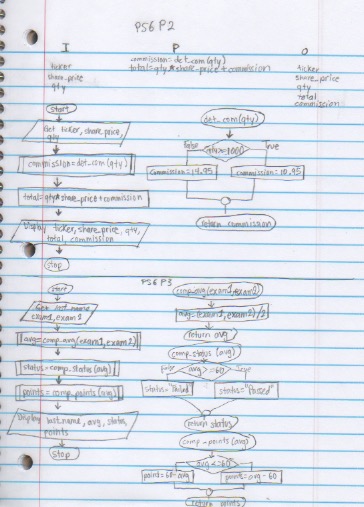 PS6 P2
I P O
commission=det_com(qty)
total=qty*share_price+commission
ticker
share_price
qty
ticker
share_price
qty
total
commission
start
Get ticker, share_price,
qty
commission=det_com(qty)
total=qty*share_price+commission
Display ticker, share_price, qty,
total, commission
stop
det_com(qty)
false
true
commission=19.95
commission=10.95
return commission
PS6 P3
start
Get last_name
exam1, exam2
avg=comp_avg(exam1, exam2)
status=comp_status(avg)
points=comp_points(avg)
Display last_name, avg, status,
points
stop
comp_avg(exam1, exam2)
avg=(exam1, exam2)/2
return avg
comp_status(avg)
avg >=60
status="Failed"
status="Passed"
return status
comp-points(avg)
point=60-avg
points=avg-60
return points